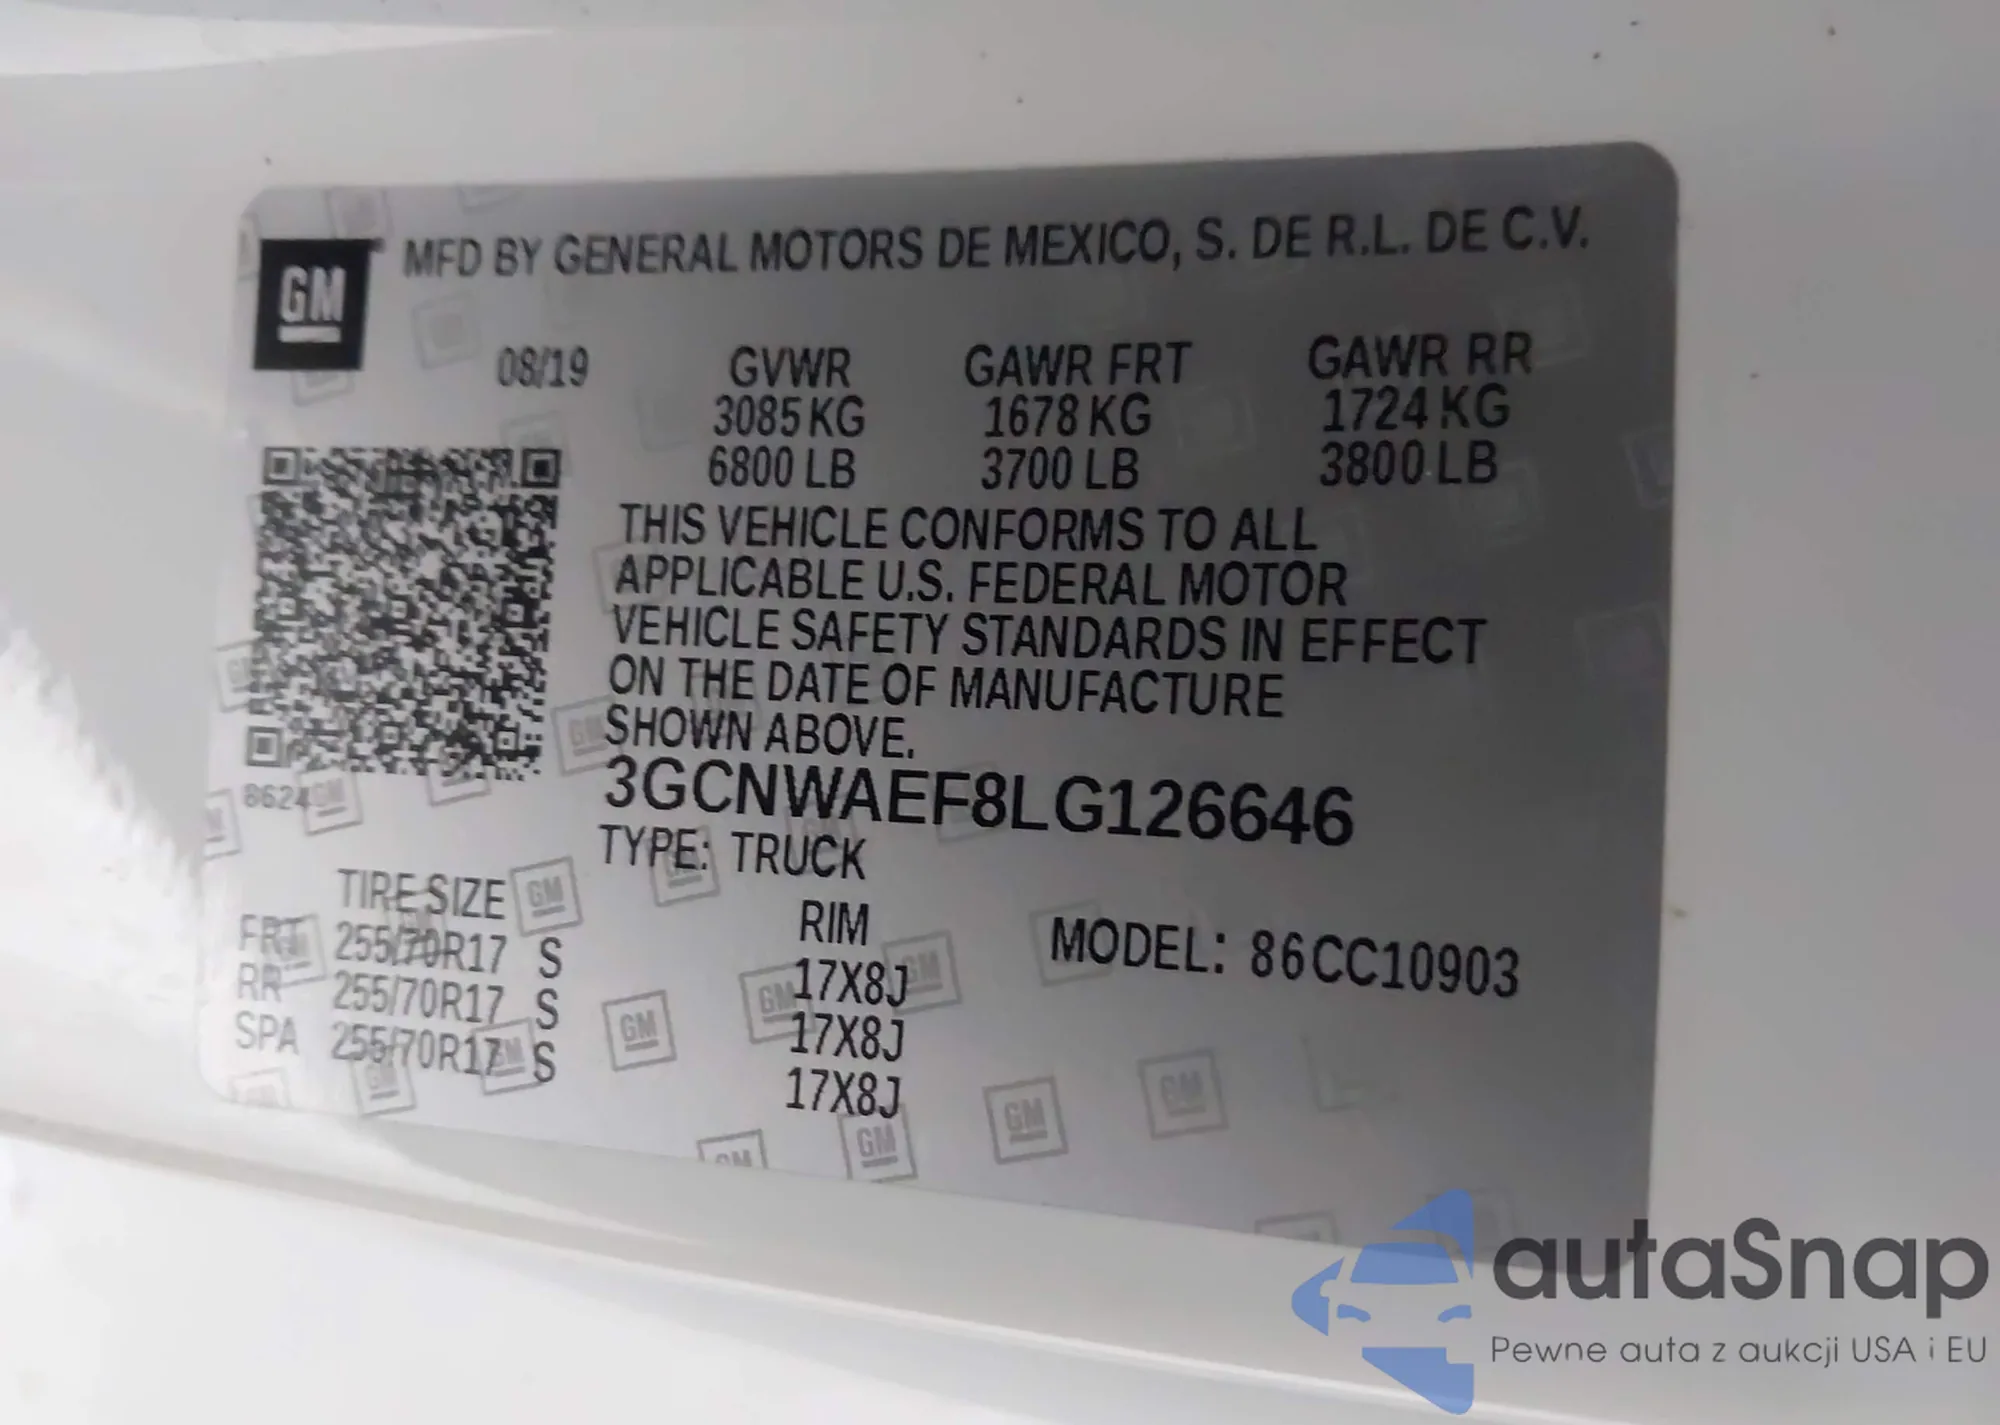 GM
MFD BY GENERAL MOTORS DE MEXICO, S. DE R.L. DE C.V.
08/19 GVWR GAWR FRT GAWR RR
3085 KG 1678 KG 1724 KG
6800 LB 3700 LB 3800 LB
THIS VEHICLE CONFORMS TO ALL
APPLICABLE U.S. FEDERAL MOTOR
VEHICLE SAFETY STANDARDS IN EFFECT
ON THE DATE OF MANUFACTURE
SHOWN ABOVE.
8624
3GCNWAEF8LG126646
TYPE: TRUCK
TIRE SIZE RIM MODEL: 86CC10903
FRT 255/70R17 S 17X8J
RR 255/70R17 S 17X8J
SPA 255/70R17 S 17X8J
autaSnap
Pewne auta z aukcji USA i EU